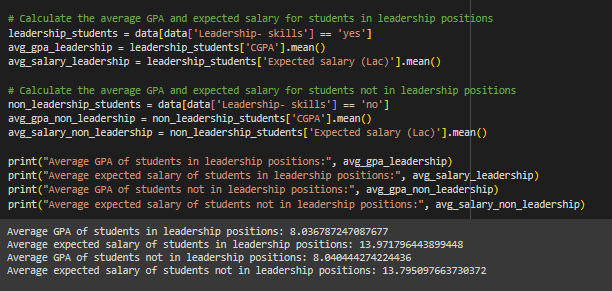 # Calculate the average GPA and expected salary for students in leadership positions
leadership_students = data[data['Leadership- skills'] == 'yes']
avg_gpa_leadership = leadership_students['CGPA'].mean()
avg_salary_leadership = leadership_students['Expected salary (Lac)'].mean()
# Calculate the average GPA and expected salary for students not in leadership positions
non_leadership_students = data[data['Leadership- skills'] == 'no']
avg_gpa_non_leadership = non_leadership_students['CGPA'].mean()
avg_salary_non_leadership = non_leadership_students['Expected salary (Lac)'].mean()
print("Average GPA of students in leadership positions:", avg_gpa_leadership)
print("Average expected salary of students in leadership positions:", avg_salary_leadership)
print("Average GPA of students not in leadership positions:", avg_gpa_non_leadership)
print("Average expected salary of students not in leadership positions:", avg_salary_non_leadership)
Average GPA of students in leadership positions: 8.036787247087677
Average expected salary of students in leadership positions: 13.971796443899448
Average GPA of students not in leadership positions: 8.040444274224436
Average expected salary of students not in leadership positions: 13.795097663730372